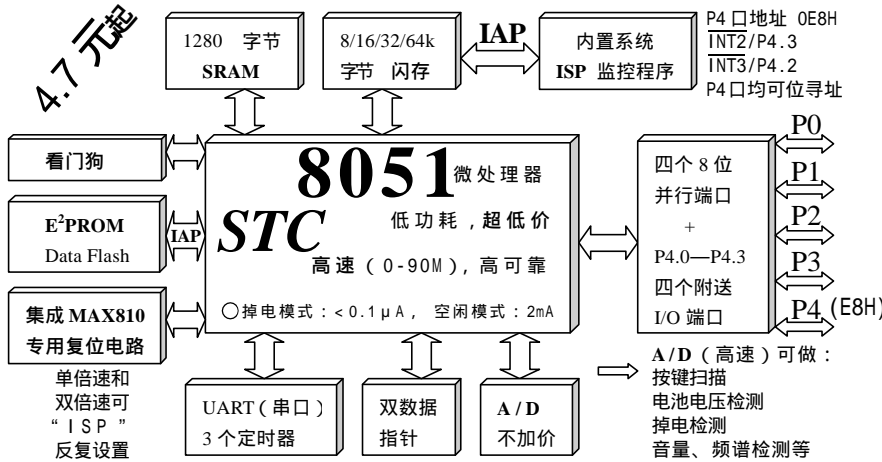 4.7 元起
1280 字节
SRAM
8/16/32/64k
字节 闪存
IAP
内置系统
ISP 监控程序
P4 口地址 0E8H
INT2/P4.3
INT3/P4.2
P4口均可位寻址
看门狗
E²PROM
Data Flash
IAP
集成 MAX810
专用复位电路
单倍速和
双倍速可
“ISP”
反复设置
8051 微处理器
STC 低功耗,超低价
高速(0-90M),高可靠
○掉电模式:<0.1μA, 空闲模式:2mA
四个 8 位
并行端口
+
P4.0—P4.3
四个附送
I/O 端口
P0
P1
P2
P3
P4 (E8H)
UART(串口)
3 个定时器
双数据
指针
A/D
不加价
A/D(高速)可做:
按键扫描
电池电压检测
掉电检测
音量、频谱检测等